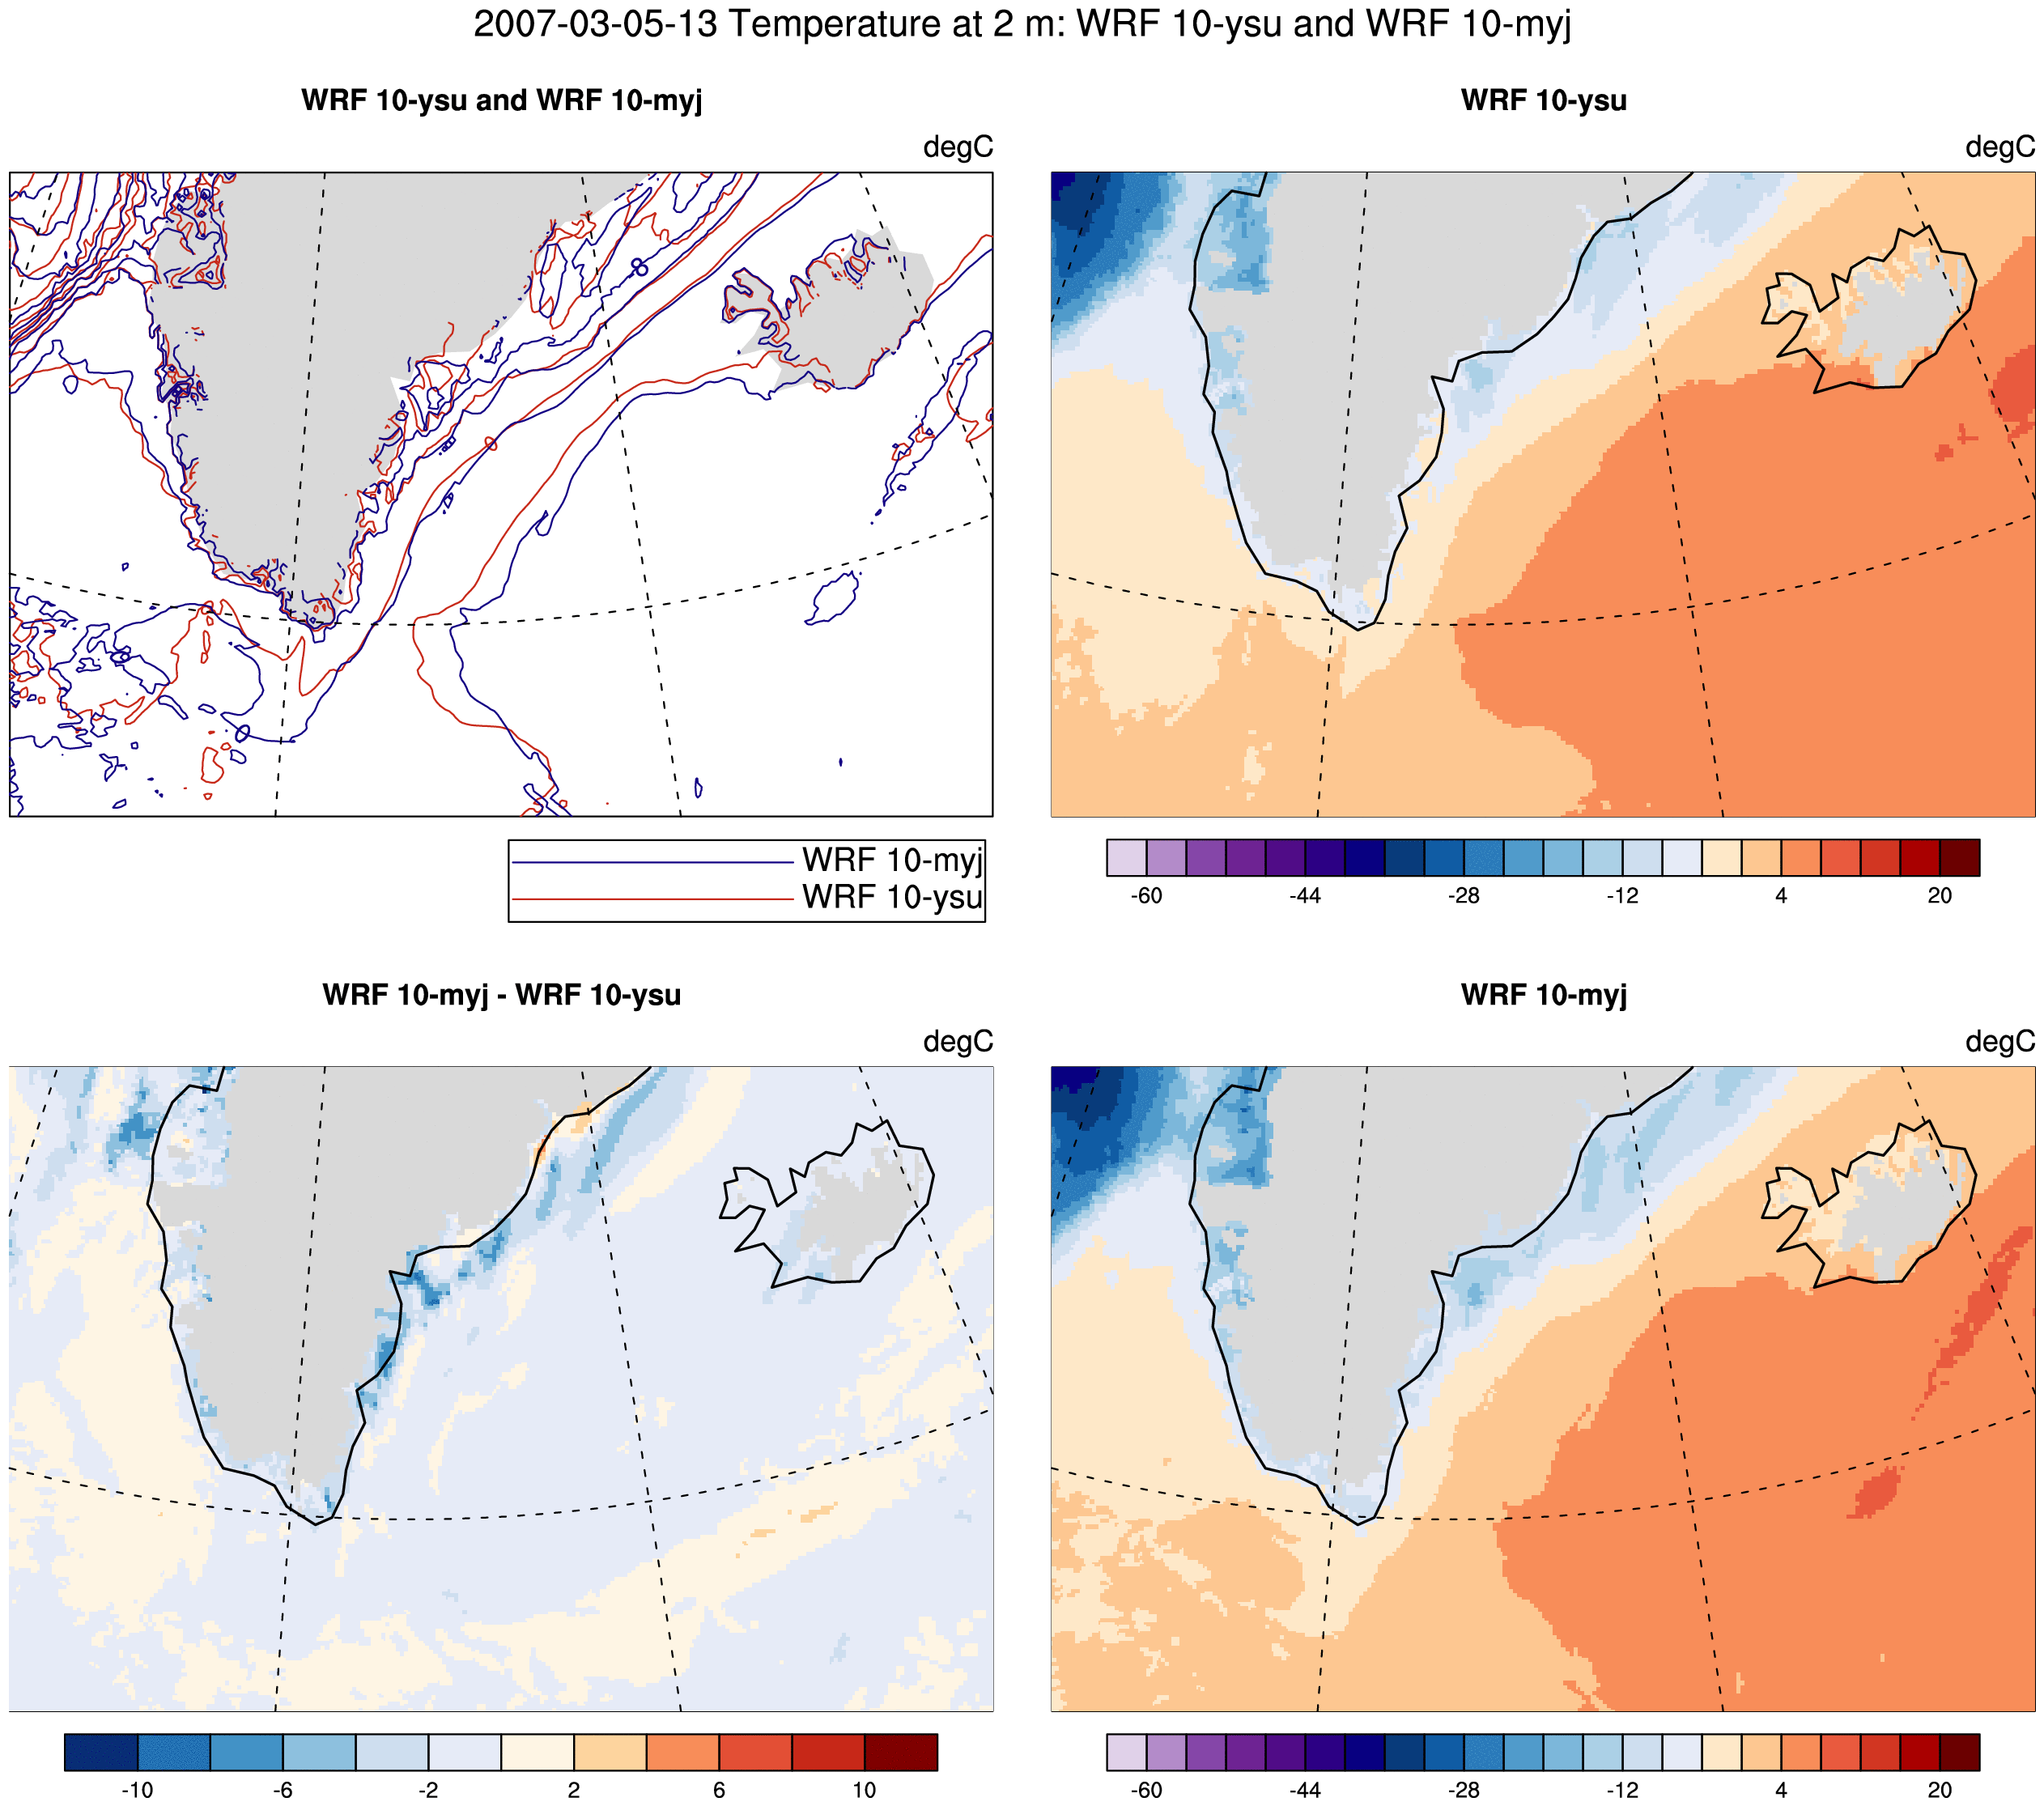 2007-03-05-13 Temperature at 2 m: WRF 10-ysu and WRF 10-myj
WRF 10-ysu and WRF 10-myj
degC
-8
0
0
WRF 10-myj
WRF 10-ysu
WRF 10-ysu
degC
-60 -44 -28 -12 4 20
WRF 10-myj - WRF 10-ysu
degC
-10 -6 -2 2 6 10
WRF 10-myj
degC
-60 -44 -28 -12 4 20